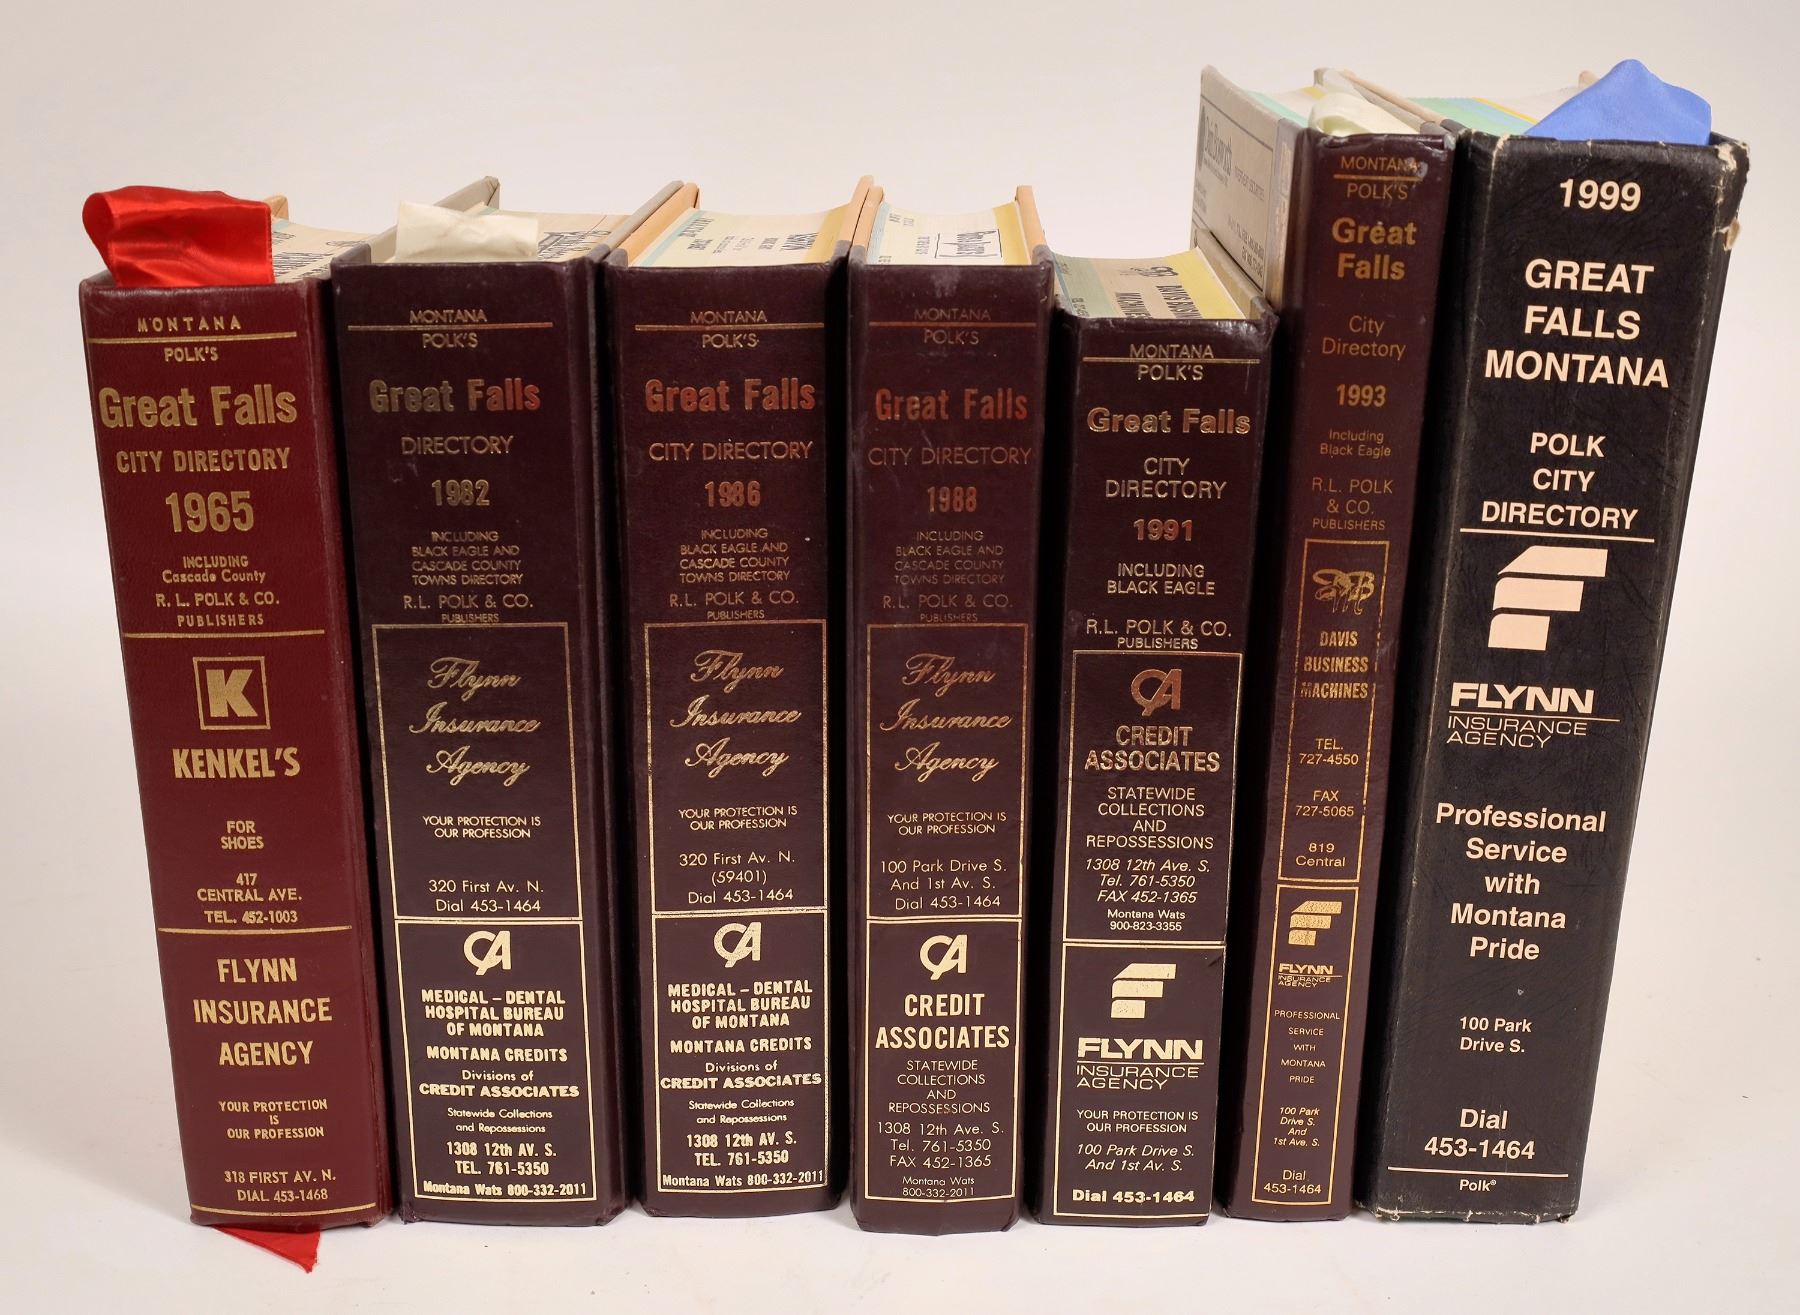 MONTANA
POLK'S
Great Falls
CITY DIRECTORY
1965
INCLUDING
Cascade County
R. L. POLK & CO.
PUBLISHERS
K
KENKEL'S
FOR
SHOES
417
CENTRAL AVE.
TEL. 452-1003
FLYNN
INSURANCE
AGENCY
YOUR PROTECTION
IS
OUR PROFESSION
318 FIRST AV. N.
DIAL 453-1468
MONTANA
POLK'S
Great Falls
DIRECTORY
1982
INCLUDING
BLACK EAGLE AND
CASCADE COUNTY
TOWNS DIRECTORY
R.L. POLK & CO.
PUBLISHERS
Flynn
Insurance
Agency
YOUR PROTECTION IS
OUR PROFESSION
320 First Av. N.
Dial 453-1464
CA
MEDICAL – DENTAL
HOSPITAL BUREAU
OF MONTANA
MONTANA CREDITS
Divisions of
CREDIT ASSOCIATES
Statewide Collections
and Repossessions
1308 12th AV. S.
TEL. 761-5350
Montana Wats 800-332-2011
MONTANA
POLK'S
Great Falls
CITY DIRECTORY
1986
INCLUDING
BLACK EAGLE AND
CASCADE COUNTY
TOWNS DIRECTORY
R.L. POLK & CO.
PUBLISHERS
Flynn
Insurance
Agency
YOUR PROTECTION IS
OUR PROFESSION
320 First Av. N.
(59401)
Dial 453-1464
CA
MEDICAL – DENTAL
HOSPITAL BUREAU
OF MONTANA
MONTANA CREDITS
Divisions of
CREDIT ASSOCIATES
Statewide Collections
and Repossessions
1308 12th AV. S.
TEL. 761-5350
Montana Wats 800-332-2011
MONTANA
POLK'S
Great Falls
CITY DIRECTORY
1988
INCLUDING
BLACK EAGLE AND
CASCADE COUNTY
TOWNS DIRECTORY
R.L. POLK & CO.
PUBLISHERS
Flynn
Insurance
Agency
YOUR PROTECTION IS
OUR PROFESSION
100 Park Drive S.
And 1st Av. S.
Dial 453-1464
CA
CREDIT
ASSOCIATES
STATEWIDE
COLLECTIONS
AND
REPOSSESSIONS
1308 12th Ave. S.
Tel. 761-5350
FAX 452-1365
Montana Wats
800-332-2011
MONTANA
POLK'S
Great Falls
CITY
DIRECTORY
1991
INCLUDING
BLACK EAGLE
R.L. POLK & CO.
PUBLISHERS
CA
CREDIT
ASSOCIATES
STATEWIDE
COLLECTIONS
AND
REPOSSESSIONS
1308 12th Ave. S.
Tel. 761-5350
FAX 452-1365
Montana Wats
900-823-3355
FLYNN
INSURANCE
AGENCY
YOUR PROTECTION IS
OUR PROFESSION
100 Park Drive S.
And 1st Av. S.
Dial 453-1464
MONTANA
POLK'S
Great
Falls
City
Directory
1993
Including
Black Eagle
R.L. POLK
& CO.
PUBLISHERS
DAVIS
BUSINESS
MACHINES
TEL.
727-4550
FAX
727-5065
819
Central
FLYNN
INSURANCE
AGENCY
PROFESSIONAL
SERVICE
WITH
MONTANA
PRIDE
100 Park
Drive S.
And
1st Ave. S.
Dial
453-1464
1999
GREAT
FALLS
MONTANA
POLK
CITY
DIRECTORY
FLYNN
INSURANCE
AGENCY
Professional
Service
with
Montana
Pride
100 Park
Drive S.
Dial
453-1464
Polk®